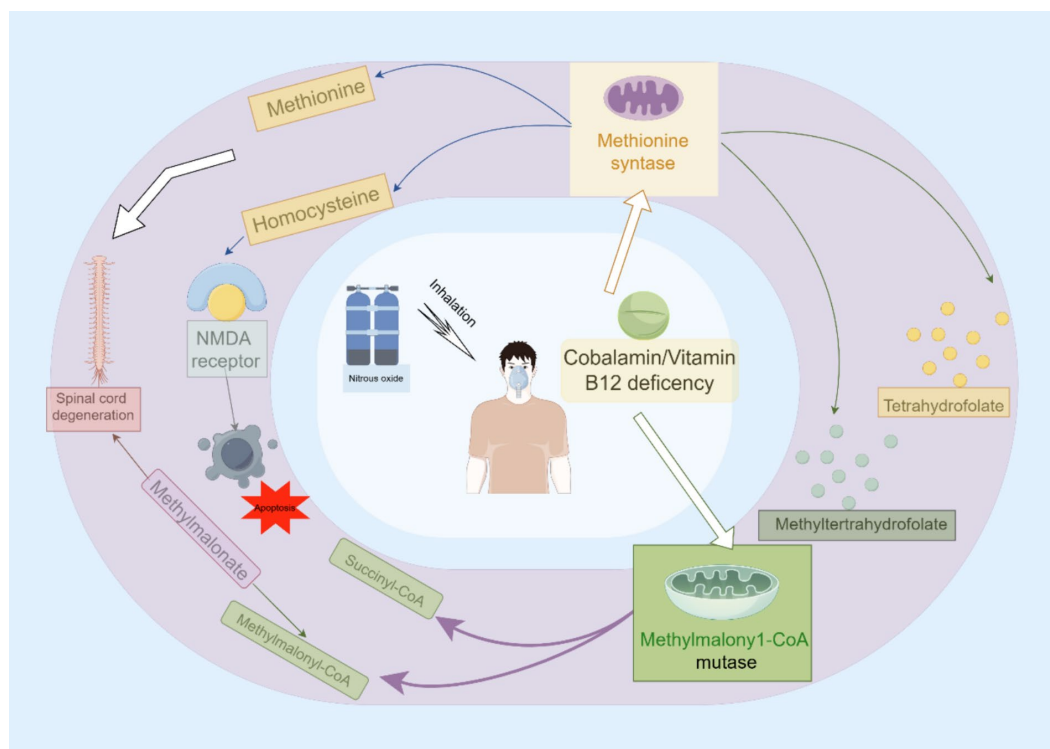 Methionine
Methionine
syntase
Homocysteine
NMDA
receptor
Inhalation
Nitrous oxide
Cobalamin/Vitamin
B12 deficency
Spinal cord
degeneration
Tetrahydrofolate
Methylmalonate
Apoptosis
Methyltertrahydrofolate
Succinyl-CoA
Methylmalonyl-CoA
Methylmalony1-CoA
mutase